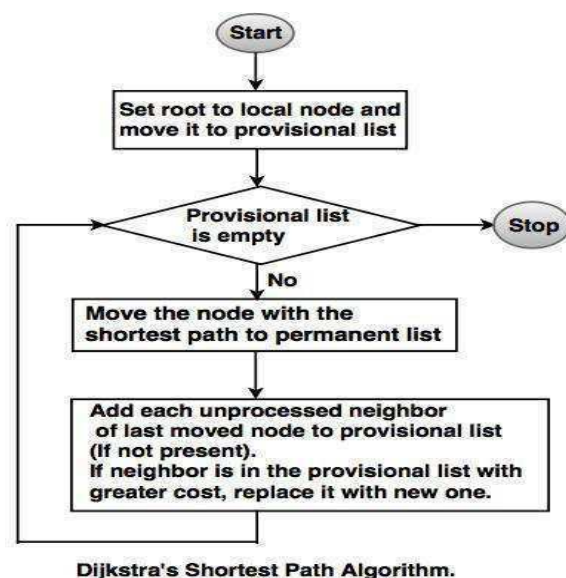 Start
Set root to local node and
move it to provisional list
Provisional list
is empty
Stop
No
Move the node with the
shortest path to permanent list
Add each unprocessed neighbor
of last moved node to provisional list
(If not present).
If neighbor is in the provisional list with
greater cost, replace it with new one.
Dijkstra's Shortest Path Algorithm.